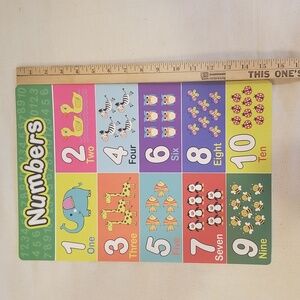 THIS ONE'S
Numbers
2
Two
4
Four
6
Six
8
Eight
10
Ten
1
One
3
Three
5
Five
7
Seven
9
Nine